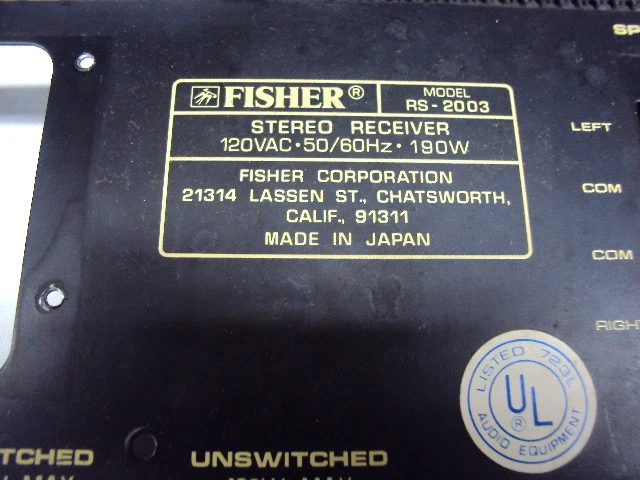 SP
FISHER®
MODEL
RS-2003
STEREO RECEIVER
120VAC·50/60Hz·190W
FISHER CORPORATION
21314 LASSEN ST., CHATSWORTH,
CALIF., 91311
MADE IN JAPAN
LEFT
COM
COM
RIGH
LISTED 723L
UL
®
AUDIO EQUIPMENT
TCHED
UNSWITCHED
MAX